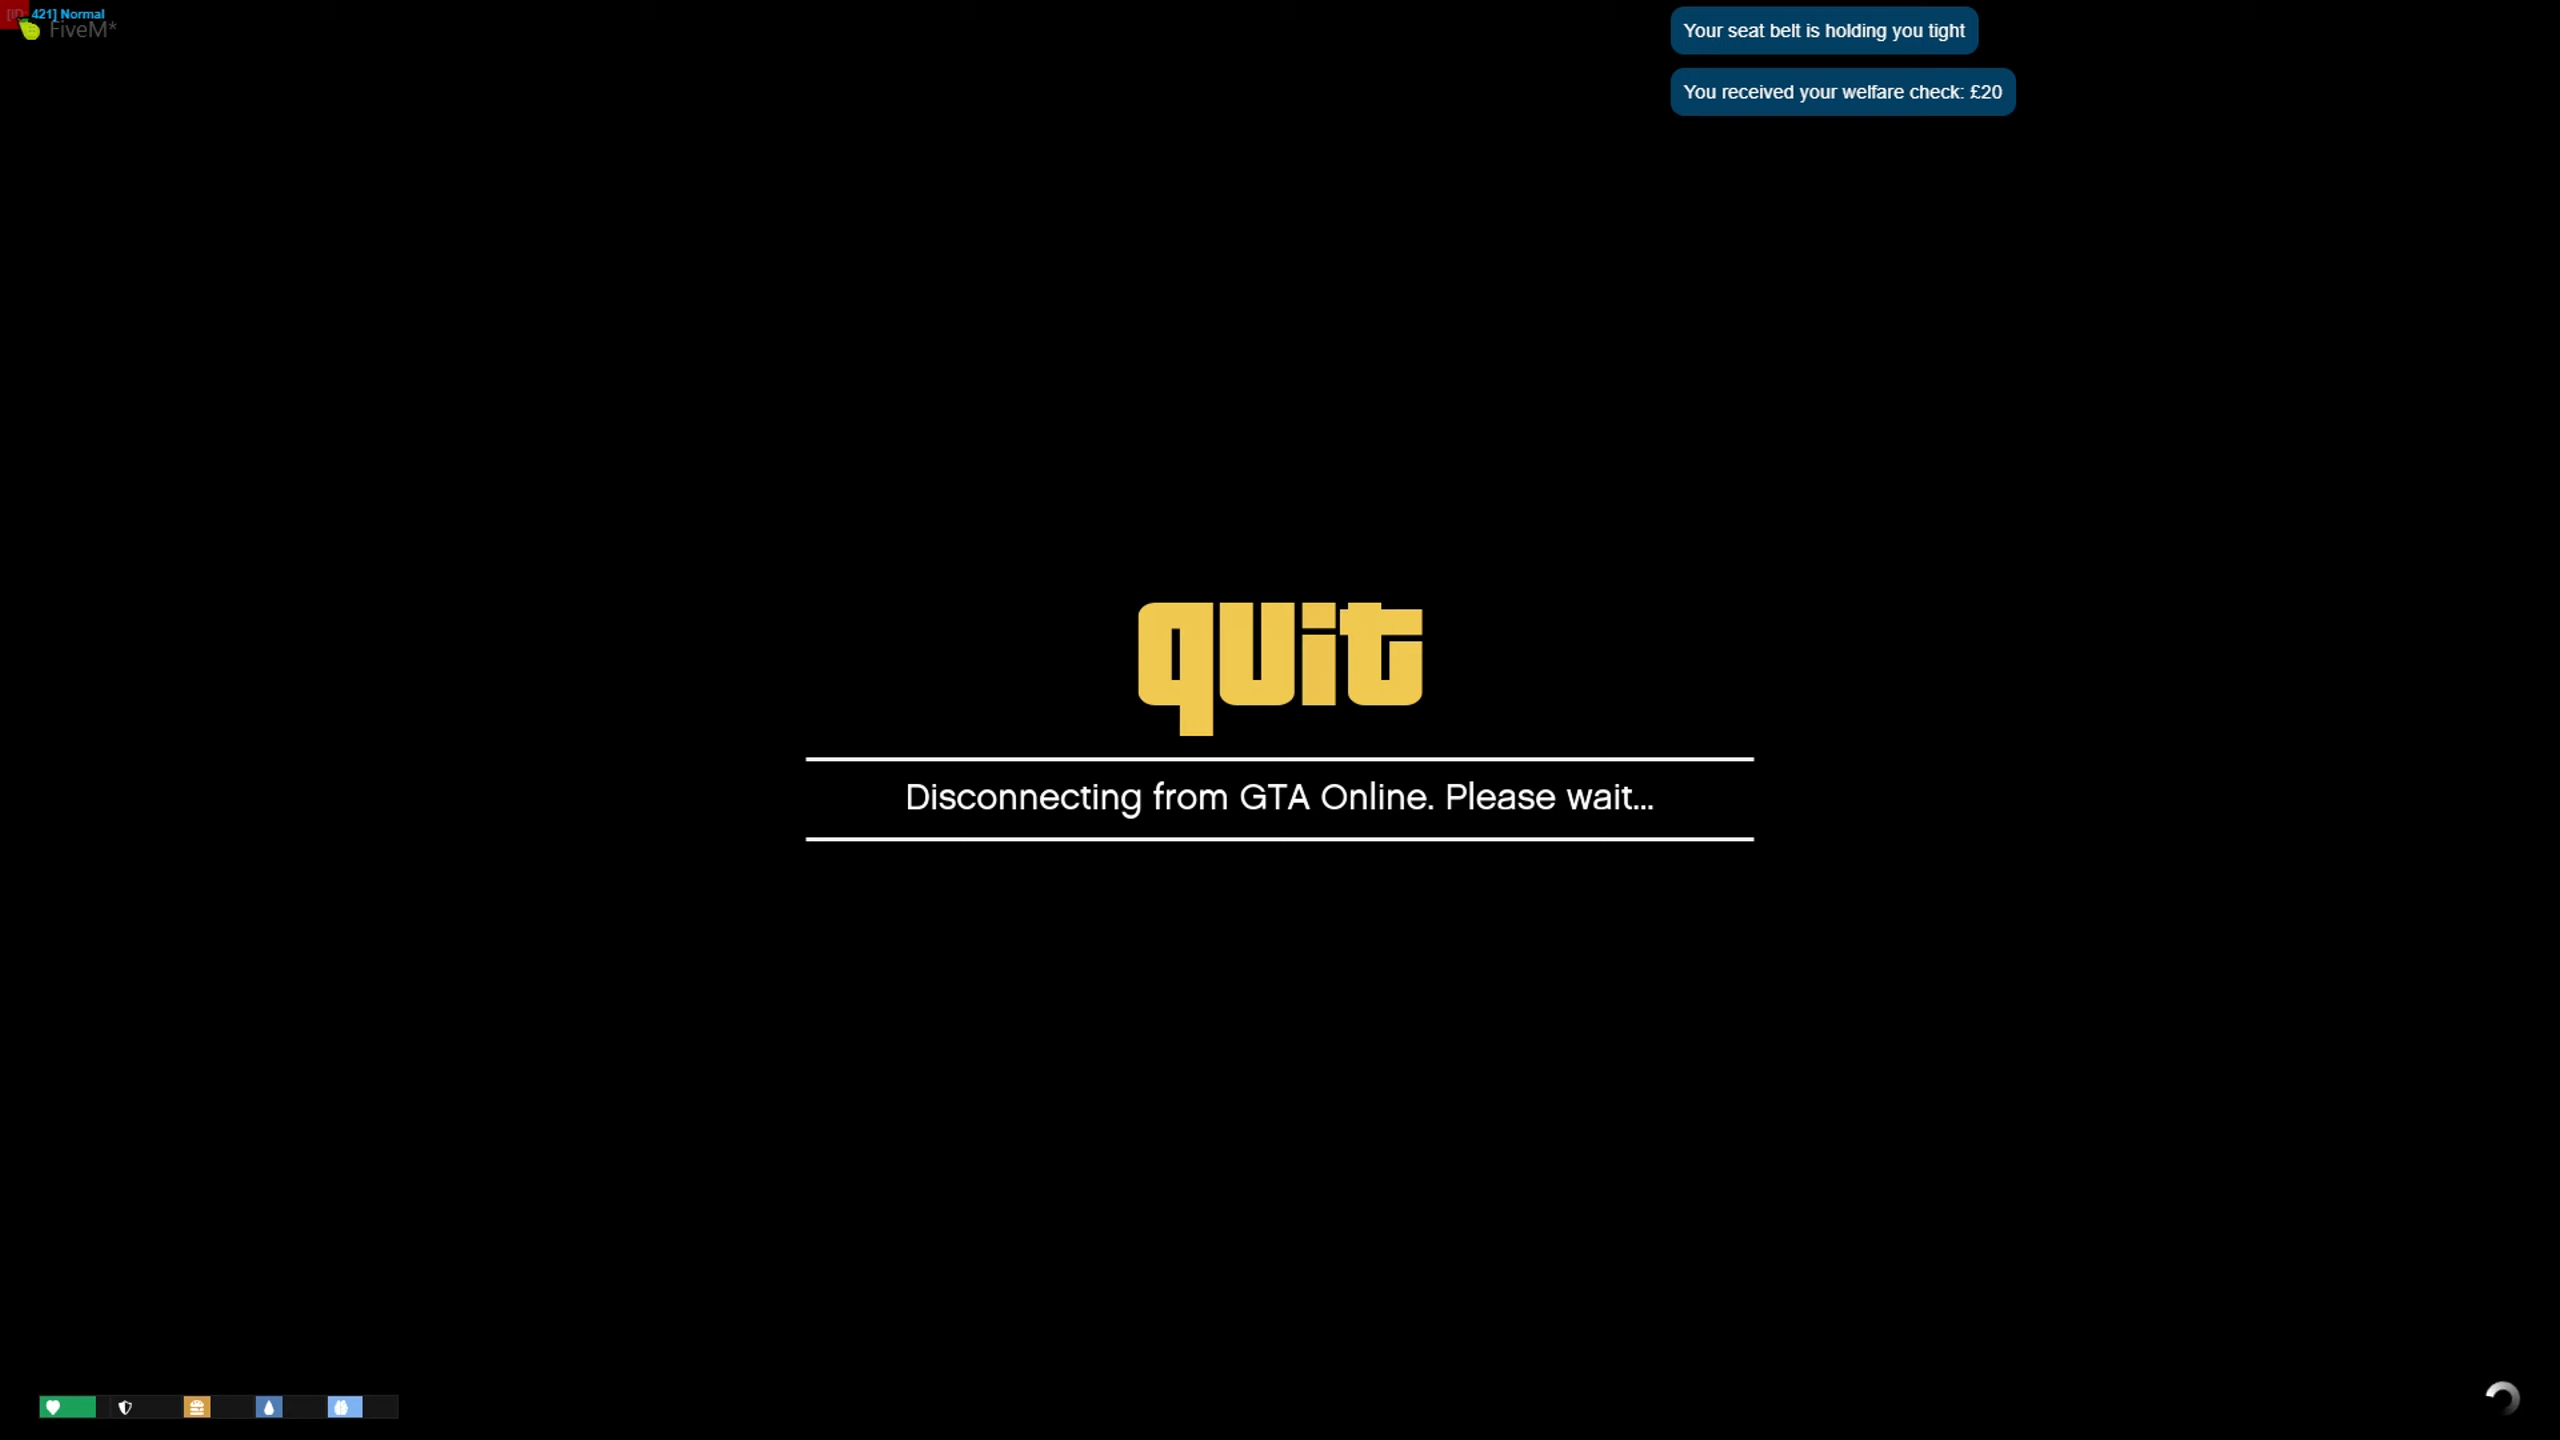 [ID: 421] Normal
FiveM*
Your seat belt is holding you tight
You received your welfare check: £20
quit
Disconnecting from GTA Online. Please wait...